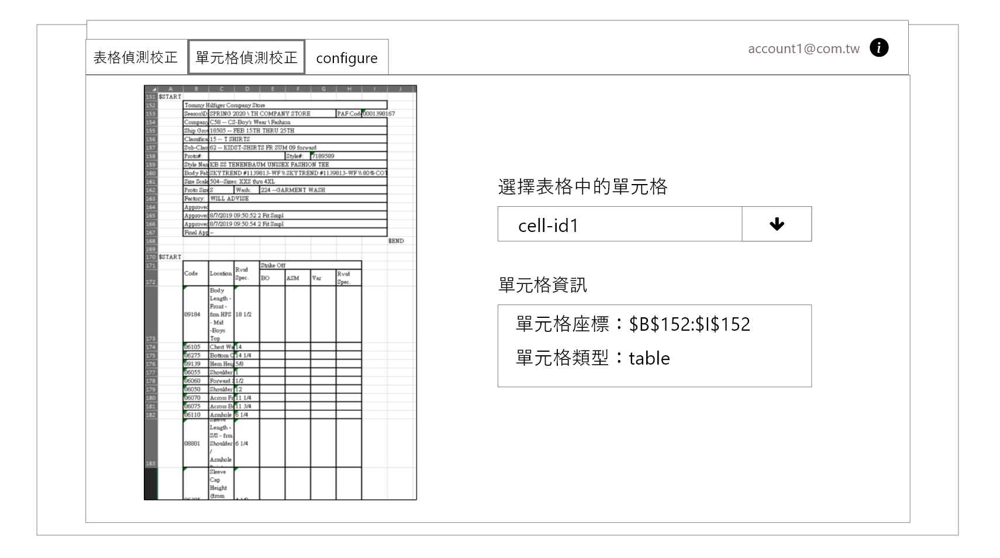 表格偵測校正 單元格偵測校正 configure
account1@com.tw i
A B C D E F G H I J
151 $START
152 Tommy Hilfiger Company Store
153 Season\D SPRING 2020 \ TH COMPANY STORE PAF Cod 0001398167
154 Company C58 -- CS-Boy's Wear \ Fashion
155 Ship Gro 18505 -- FEB 15TH THRU 25TH
156 Classifica 15 -- T SHIRTS
157 Sub-Clas 62 -- KIDST-SHIRTS FR SUM 09 forward
158 Proto#: Style#: 7189589
159 Style Nam KB SS TENENBAUM UNISEX FASHION TEE
160 Body Fab SKYTREND #1139813-WF \\ SKYTREND #1139813-WF \\ 80% COT
161 Size Scale 504--Sizes: XXS thru 4XL
162 Proto Size S Wash: 224 --GARMENT WASH
163 Factory: WILL ADVISE
164 Approved
165 Approved 8/7/2019 09:50:52 2 Fit Smpl
166 Approved 8/7/2019 09:50:54 2 Fit Smpl
167 Final App ~
168 $END
169
170 $START
171 Strike Off
172 Code Location Rvsd Spec. BO ASM Var Rvsd Spec.
173 09184 Body Length - Front - frm HPS - Mid -Boys Top 18 1/2
174 06105 Chest Wi 14
175 06275 Bottom O 14 1/4
176 09139 Hem Hei 5/8
177 06055 Shoulder 1
178 06060 Forward 1/2
179 06050 Shoulder 12
180 06070 Across Fr 11 1/4
181 06075 Across B 11 3/4
182 06110 Armhole 6 1/4
183 08801 Sleeve Length - S/S - frm Shoulder / Armhole 6 1/4
Sleeve Cap Height (from
選擇表格中的單元格
cell-id1
單元格資訊
單元格座標：$B$152:$I$152
單元格類型：table